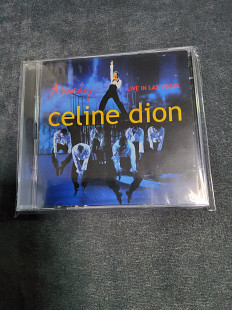 A new day...
LIVE IN LAS VEGAS
celine dion